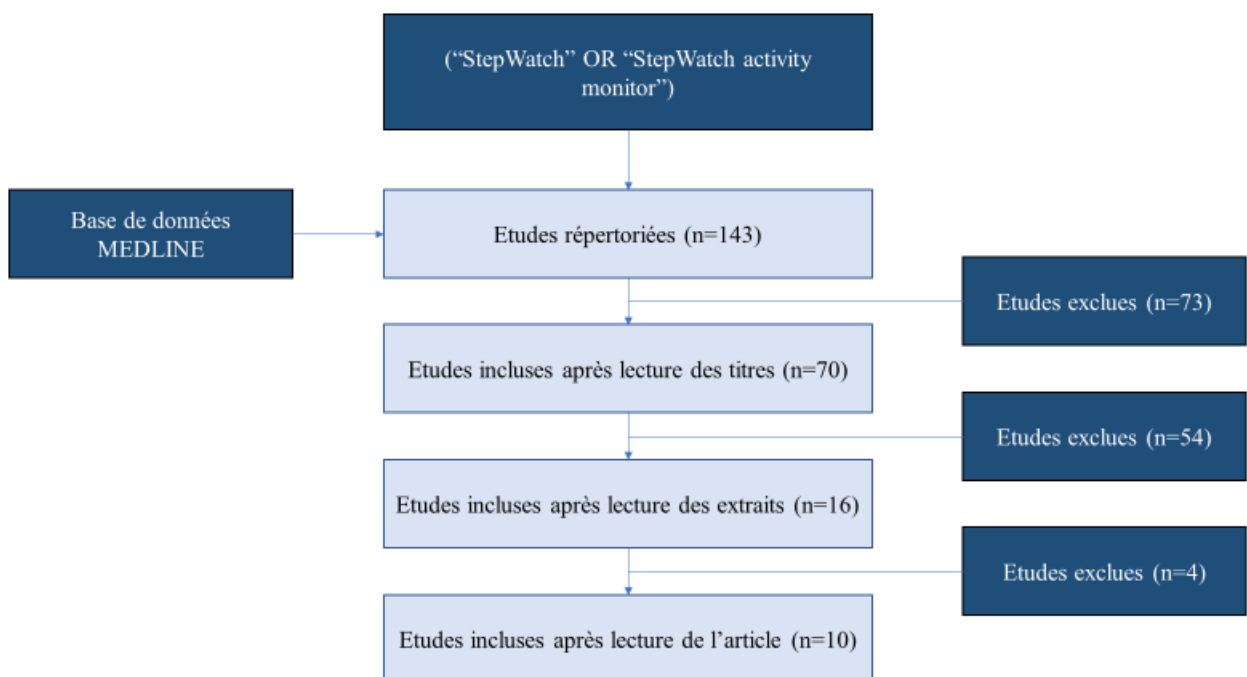 (“StepWatch” OR “StepWatch activity
monitor”)
Base de données
MEDLINE
Etudes répertoriées (n=143)
Etudes exclues (n=73)
Etudes incluses après lecture des titres (n=70)
Etudes exclues (n=54)
Etudes incluses après lecture des extraits (n=16)
Etudes exclues (n=4)
Etudes incluses après lecture de l’article (n=10)